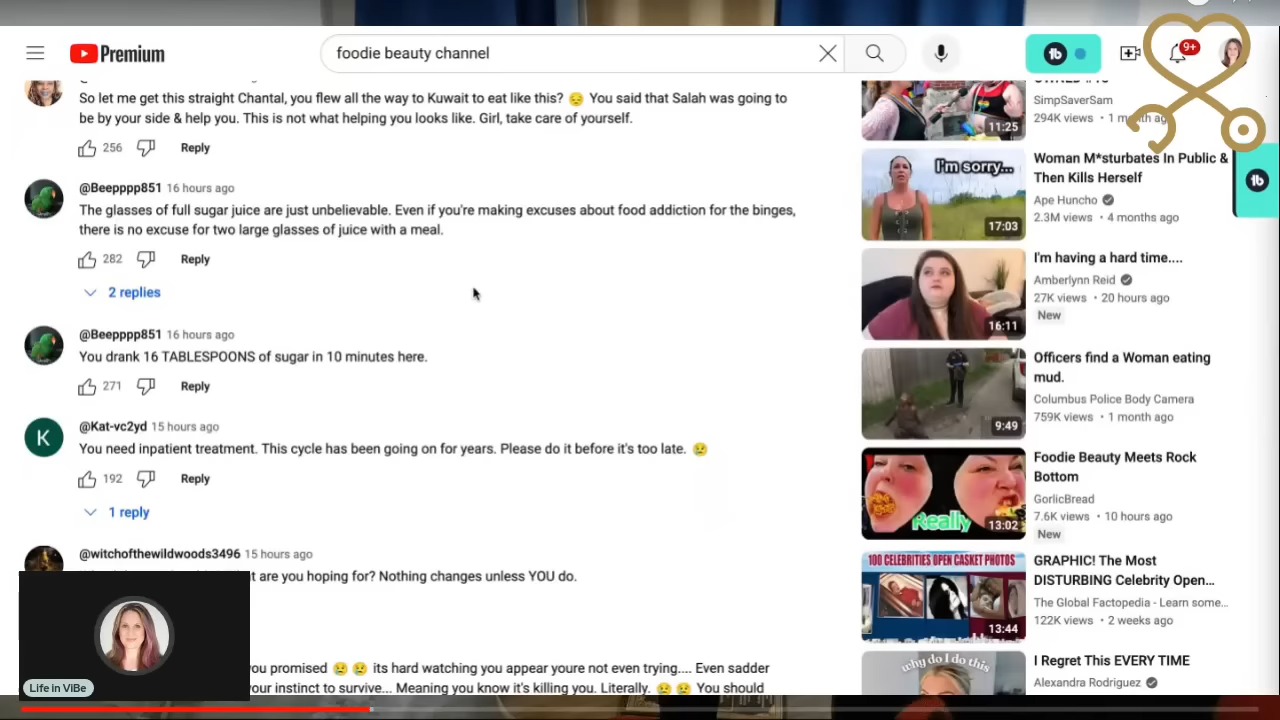 Premium
foodie beauty channel
9+
So let me get this straight Chantal, you flew all the way to Kuwait to eat like this? 😔 You said that Salah was going to
be by your side & help you. This is not what helping you looks like. Girl, take care of yourself.
256 Reply
@Beepppp851 16 hours ago
The glasses of full sugar juice are just unbelievable. Even if you're making excuses about food addiction for the binges,
there is no excuse for two large glasses of juice with a meal.
282 Reply
2 replies
@Beepppp851 16 hours ago
You drank 16 TABLESPOONS of sugar in 10 minutes here.
271 Reply
@Kat-vc2yd 15 hours ago
K
You need inpatient treatment. This cycle has been going on for years. Please do it before it's too late. 😢
192 Reply
1 reply
@witchofthewildwoods3496 15 hours ago
are you hoping for? Nothing changes unless YOU do.
you promised 😢 😢 its hard watching you appear youre not even trying.... Even sadder
your instinct to survive... Meaning you know it's killing you. Literally. 😢 😢 You should
Life in VIBe
SimpSaverSam
294K views • 1 month ago
11:25
I'm sorry...
17:03
Woman M*sturbates In Public &
Then Kills Herself
Ape Huncho
2.3M views • 4 months ago
16:11
I'm having a hard time....
Amberlynn Reid
27K views • 20 hours ago
New
9:49
Officers find a Woman eating
mud.
Columbus Police Body Camera
759K views • 1 month ago
Really
13:02
Foodie Beauty Meets Rock
Bottom
GorlicBread
7.6K views • 10 hours ago
New
100 CELEBRITIES OPEN CASKET PHOTOS
13:44
GRAPHIC! The Most
DISTURBING Celebrity Open...
The Global Factopedia - Learn some...
122K views • 2 weeks ago
why do I do this
I Regret This EVERY TIME
Alexandra Rodriguez